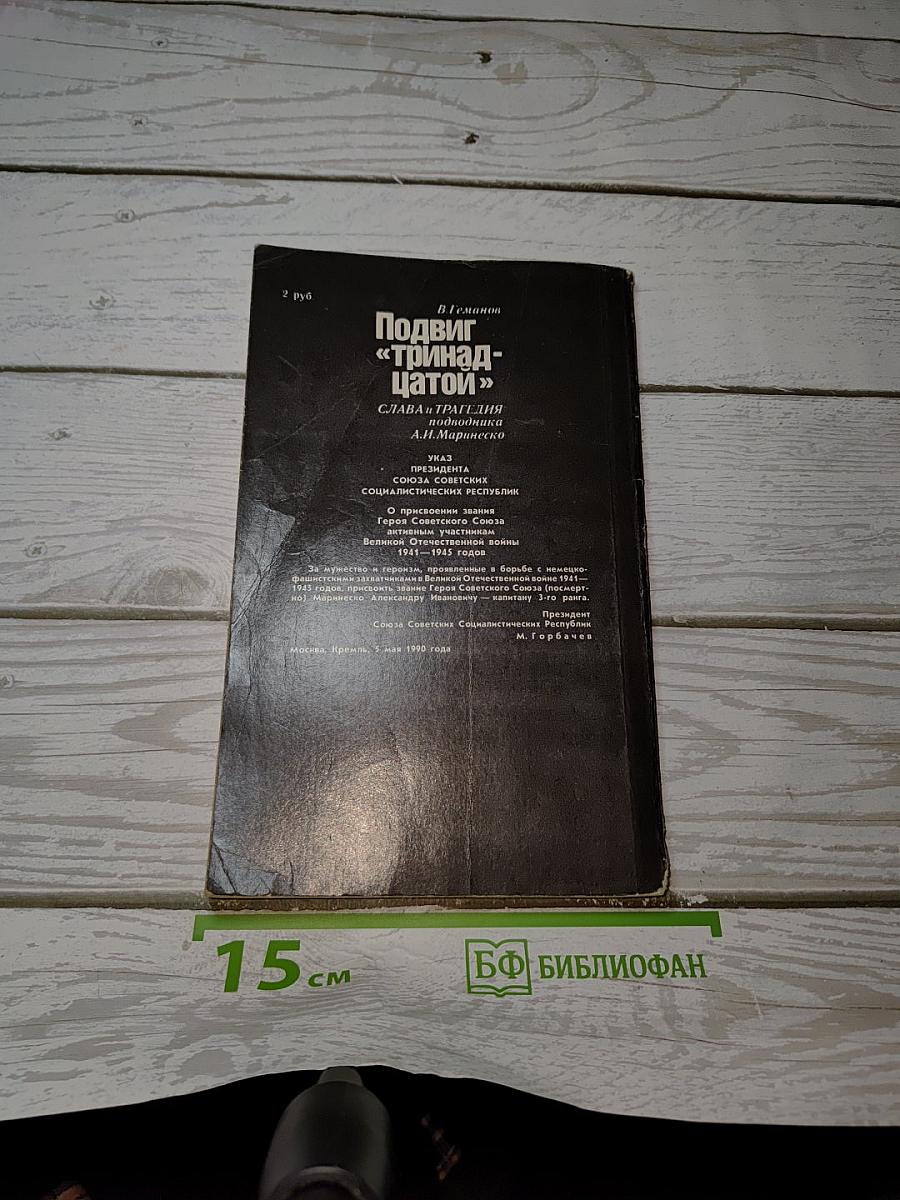 2 руб.
В. Геманов
Подвиг
«тринад-
цатой»
СЛАВА и ТРАГЕДИЯ
подводника
А.И.Маринеско
УКАЗ
ПРЕЗИДЕНТА
СОЮЗА СОВЕТСКИХ
СОЦИАЛИСТИЧЕСКИХ РЕСПУБЛИК
О присвоении звания
Героя Советского Союза
активным участникам
Великой Отечественной войны
1941—1945 годов
За мужество и героизм, проявленные в борьбе с немецко-
фашистскими захватчиками в Великой Отечественной войне 1941—
1945 годов, присвоить звание Героя Советского Союза (посмерт-
но) Маринеско Александру Ивановичу — капитану 3-го ранга.
Президент
Союза Советских Социалистических Республик
М. Горбачев
Москва, Кремль, 5 мая 1990 года
15 см
БФ БИБЛИОФАН